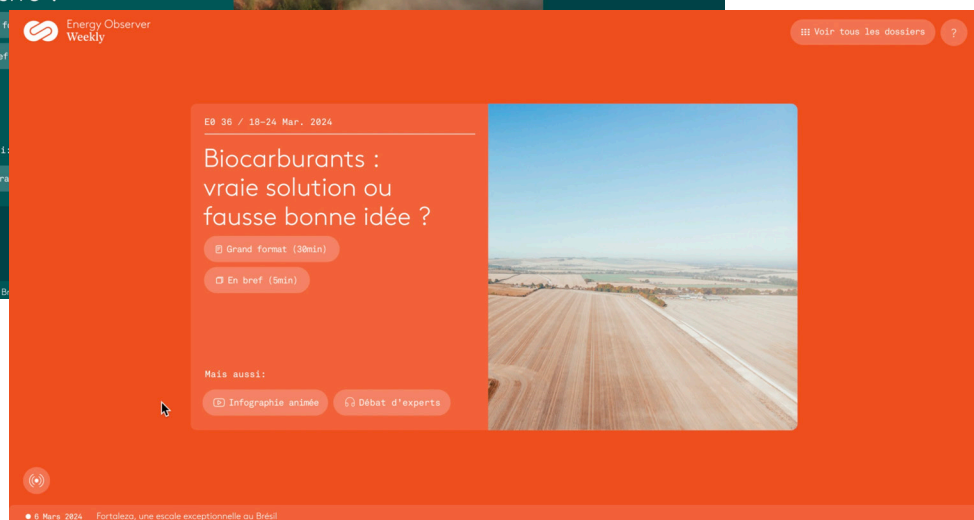 Energy Observer
Weekly
Voir tous les dossiers
?
E0 36 / 18–24 Mar. 2024
Biocarburants :
vraie solution ou
fausse bonne idée ?
Grand format (30min)
En bref (5min)
Mais aussi:
Infographie animée
Débat d'experts
6 Mars 2024 Fortaleza, une escale exceptionnelle au Brésil